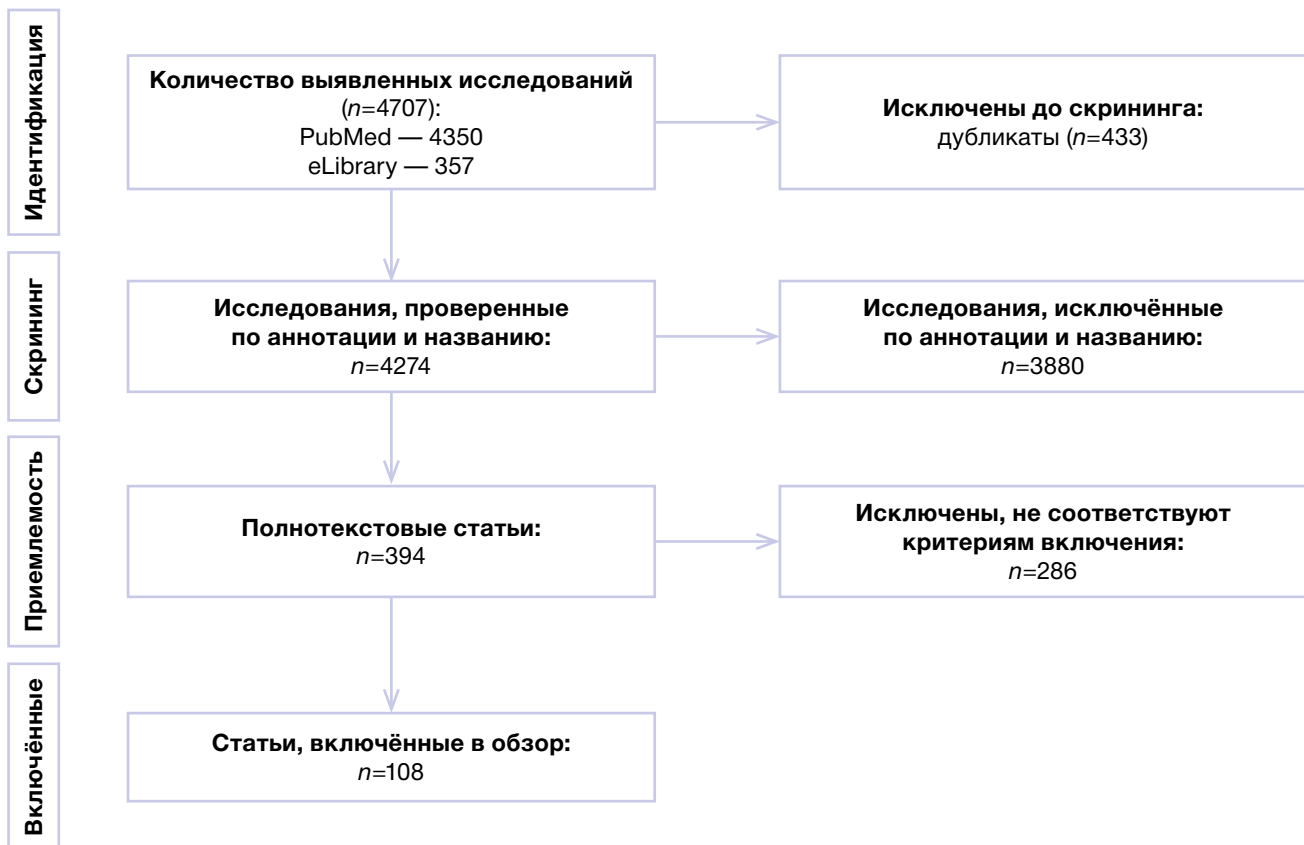 Идентификация
Количество выявленных исследований
(n=4707):
PubMed — 4350
eLibrary — 357
Исключены до скрининга:
дубликаты (n=433)
Скрининг
Исследования, проверенные
по аннотации и названию:
n=4274
Исследования, исключённые
по аннотации и названию:
n=3880
Приемлемость
Полнотекстовые статьи:
n=394
Исключены, не соответствуют
критериям включения:
n=286
Включённые
Статьи, включённые в обзор:
n=108